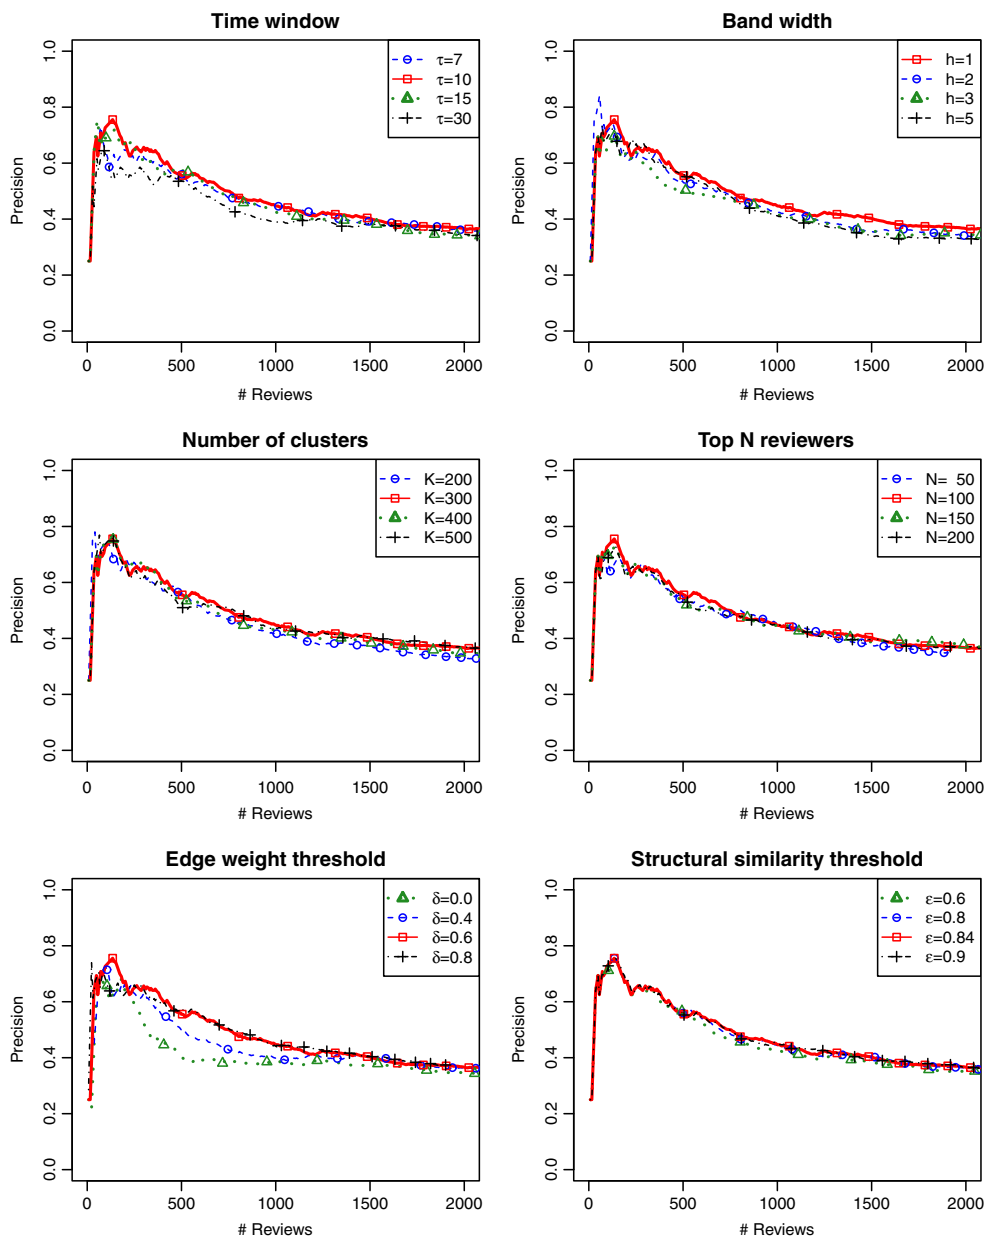 Time window
Precision
0.0 0.2 0.4 0.6 0.8 1.0
τ=7
τ=10
τ=15
τ=30
0 500 1000 1500 2000
# Reviews
Band width
Precision
0.0 0.2 0.4 0.6 0.8 1.0
h=1
h=2
h=3
h=5
0 500 1000 1500 2000
# Reviews
Number of clusters
Precision
0.0 0.2 0.4 0.6 0.8 1.0
K=200
K=300
K=400
K=500
0 500 1000 1500 2000
# Reviews
Top N reviewers
Precision
0.0 0.2 0.4 0.6 0.8 1.0
N= 50
N=100
N=150
N=200
0 500 1000 1500 2000
# Reviews
Edge weight threshold
Precision
0.0 0.2 0.4 0.6 0.8 1.0
δ=0.0
δ=0.4
δ=0.6
δ=0.8
0 500 1000 1500 2000
# Reviews
Structural similarity threshold
Precision
0.0 0.2 0.4 0.6 0.8 1.0
ε=0.6
ε=0.8
ε=0.84
ε=0.9
0 500 1000 1500 2000
# Reviews